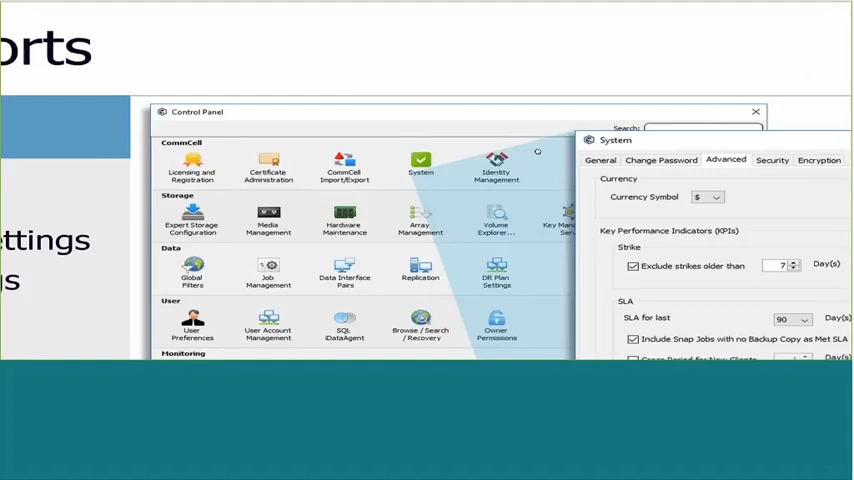 orts
ettings
gs
Control Panel
Search:
CommCell
Licensing and Registration
Certificate Administration
CommCell Import/Export
System
Identity Management
Storage
Expert Storage Configuration
Media Management
Hardware Maintenance
Array Management
Volume Explorer...
Key Man
Ser
Data
Global Filters
Job Management
Data Interface Pairs
Replication
DR Plan Settings
User
User Preferences
User Account Management
SQL iDataAgent
Browse / Search / Recovery
Owner Permissions
Monitoring
System
General
Change Password
Advanced
Security
Encryption
Currency
Currency Symbol
$
Key Performance Indicators (KPIs)
Strike
Exclude strikes older than
7
Day(s)
SLA
SLA for last
90
Day(s)
Include Snap Jobs with no Backup Copy as Met SLA